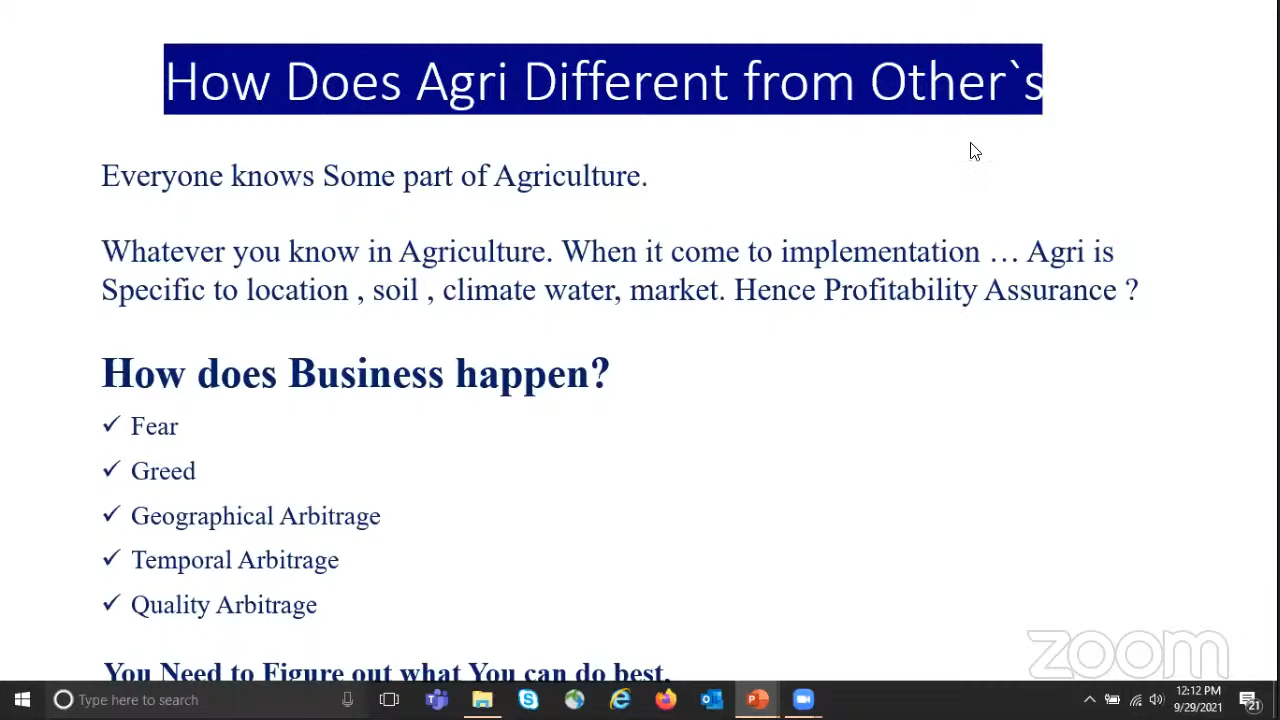 How Does Agri Different from Other`s
Everyone knows Some part of Agriculture.
Whatever you know in Agriculture. When it come to implementation … Agri is
Specific to location , soil , climate water, market. Hence Profitability Assurance ?
How does Business happen?
✓ Fear
✓ Greed
✓ Geographical Arbitrage
✓ Temporal Arbitrage
✓ Quality Arbitrage
You Need to Figure out what You can do best.
zoom
Type here to search
12:12 PM
9/29/2021
21